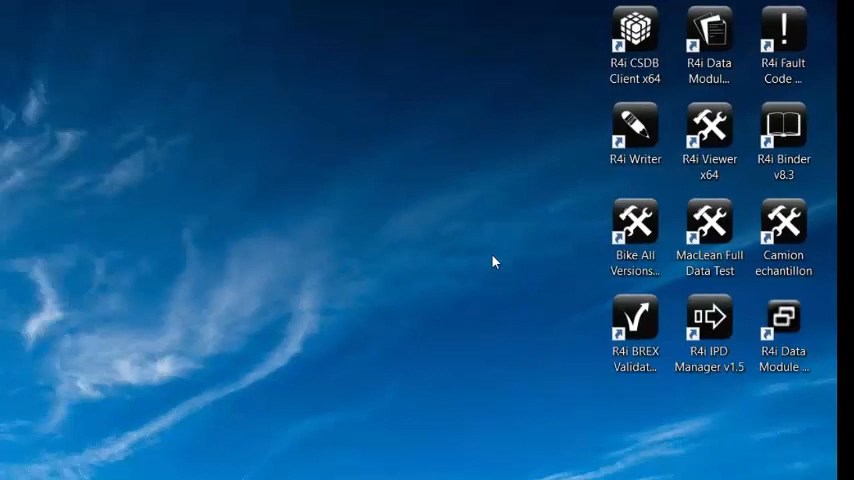 R4i CSDB
Client x64
R4i Data
Modul...
R4i Fault
Code ...
R4i Writer
R4i Viewer
x64
R4i Binder
v8.3
Bike All
Versions...
MacLean Full
Data Test
Camion
echantillon
R4i BREX
Validat...
R4i IPD
Manager v1.5
R4i Data
Module ...